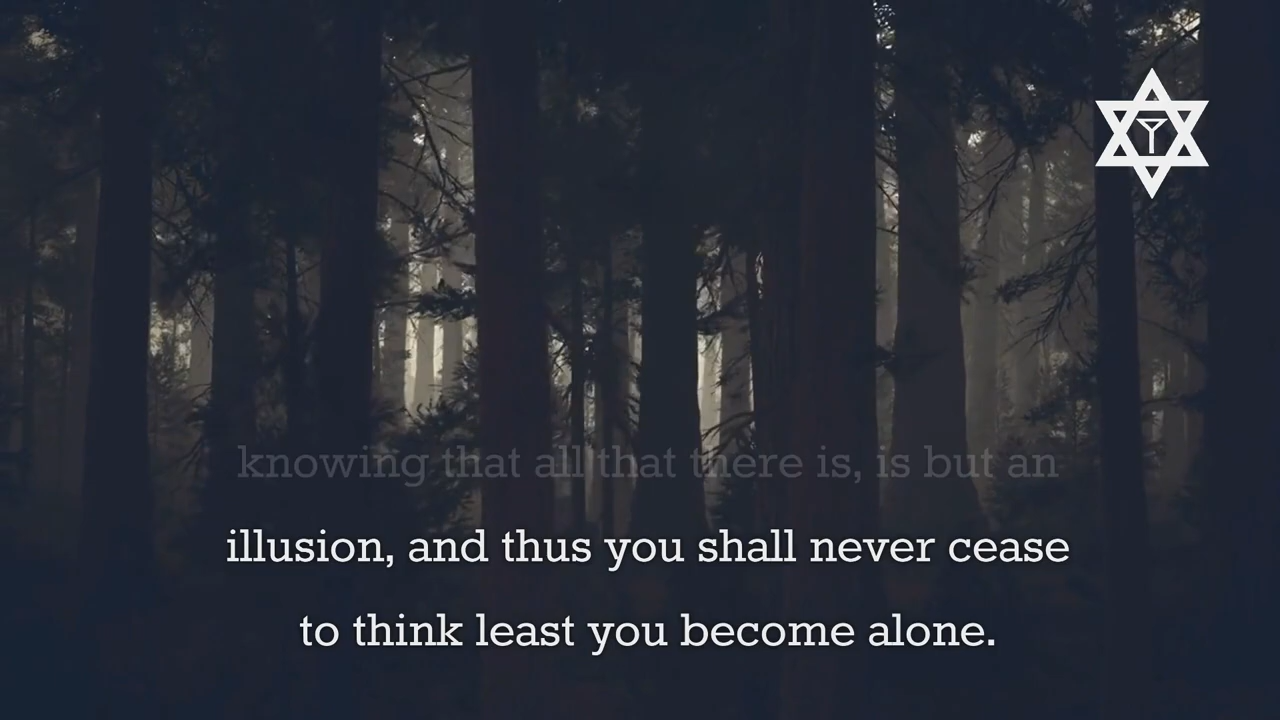 knowing that all that there is, is but an
illusion, and thus you shall never cease
to think least you become alone.